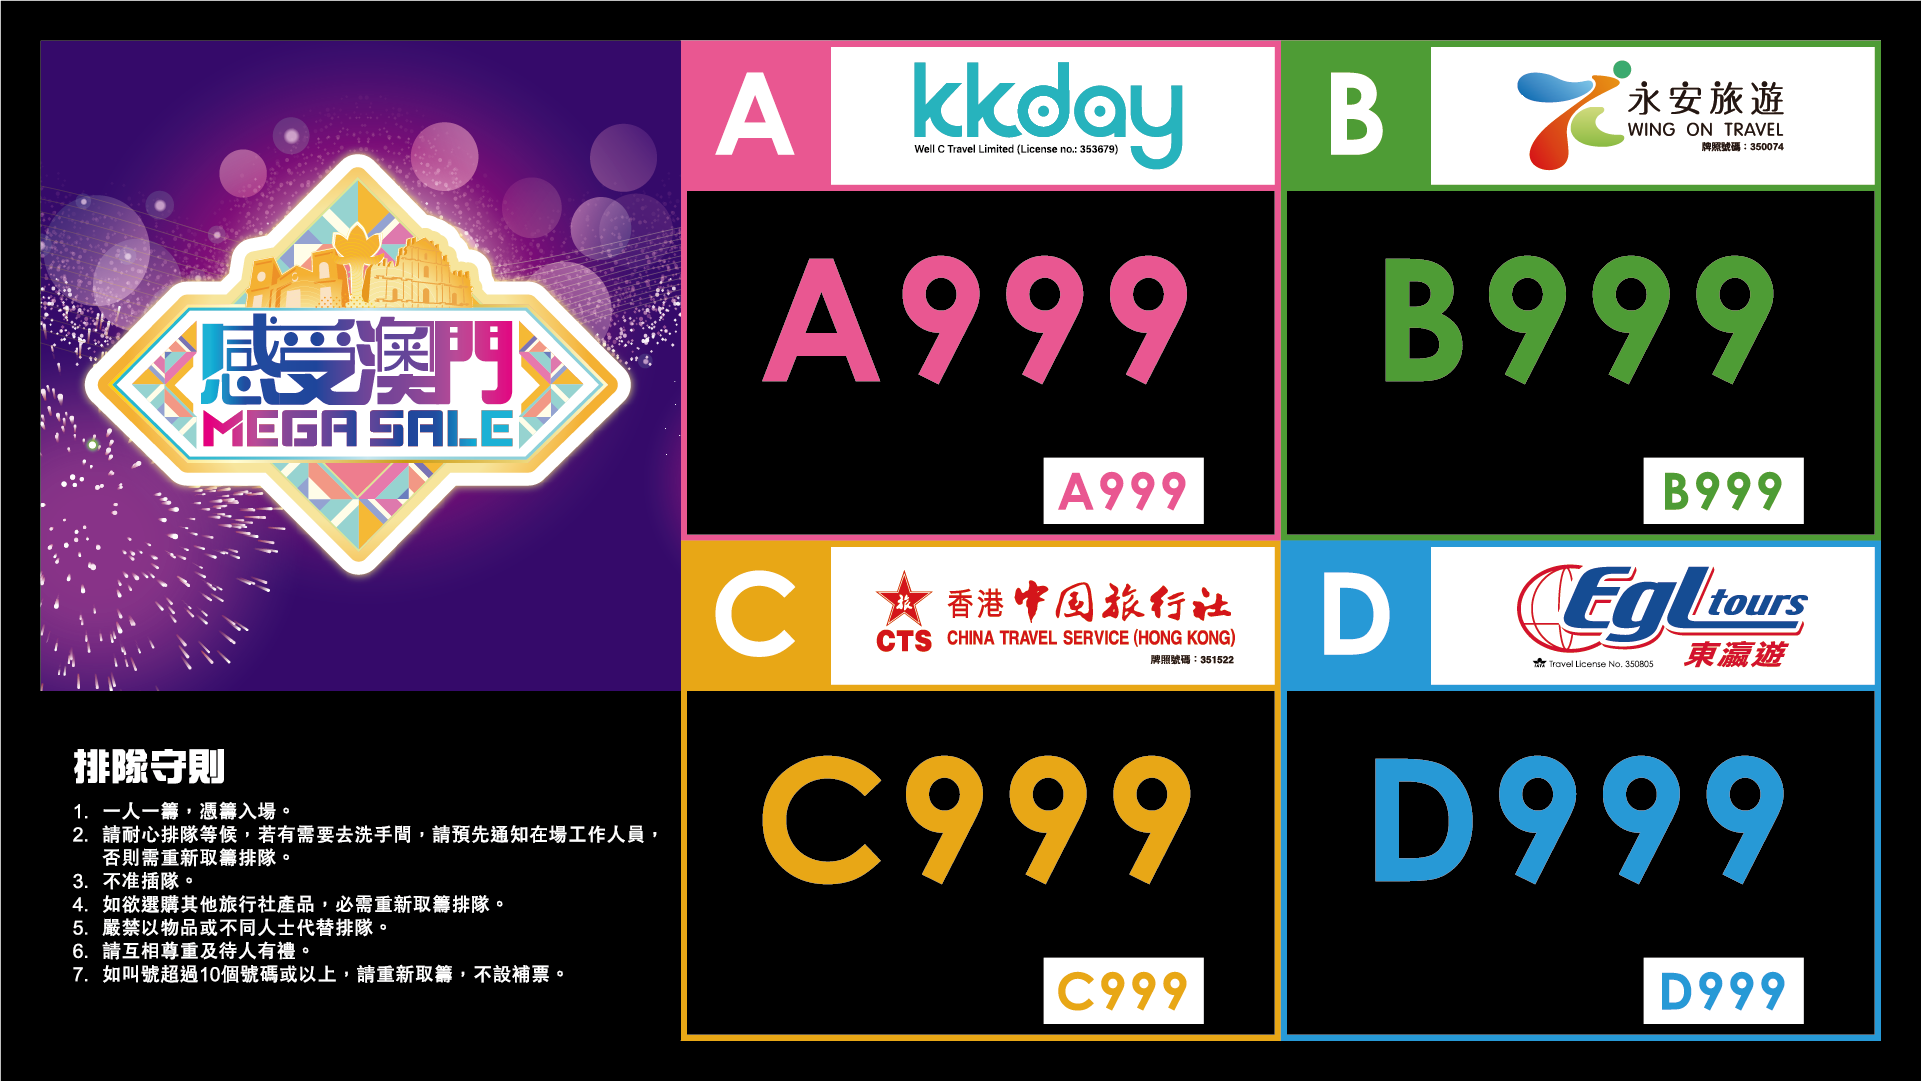 感受澳門
MEGA SALE
排隊守則
1. 一人一籌，憑籌入場。
2. 請耐心排隊等候，若有需要去洗手間，請預先通知在場工作人員，
否則需重新取籌排隊。
3. 不准插隊。
4. 如欲選購其他旅行社產品，必需重新取籌排隊。
5. 嚴禁以物品或不同人士代替排隊。
6. 請互相尊重及待人有禮。
7. 如叫號超過10個號碼或以上，請重新取籌，不設補票。
A
kkday
Well C Travel Limited (License no.: 353679)
A999
A999
B
永安旅遊
WING ON TRAVEL
牌照號碼：350074
B999
B999
C
旅
CTS
香港中国旅行社
CHINA TRAVEL SERVICE (HONG KONG)
牌照號碼：351522
C999
C999
D
EGL tours
東瀛遊
IATA Travel License No. 350805
D999
D999